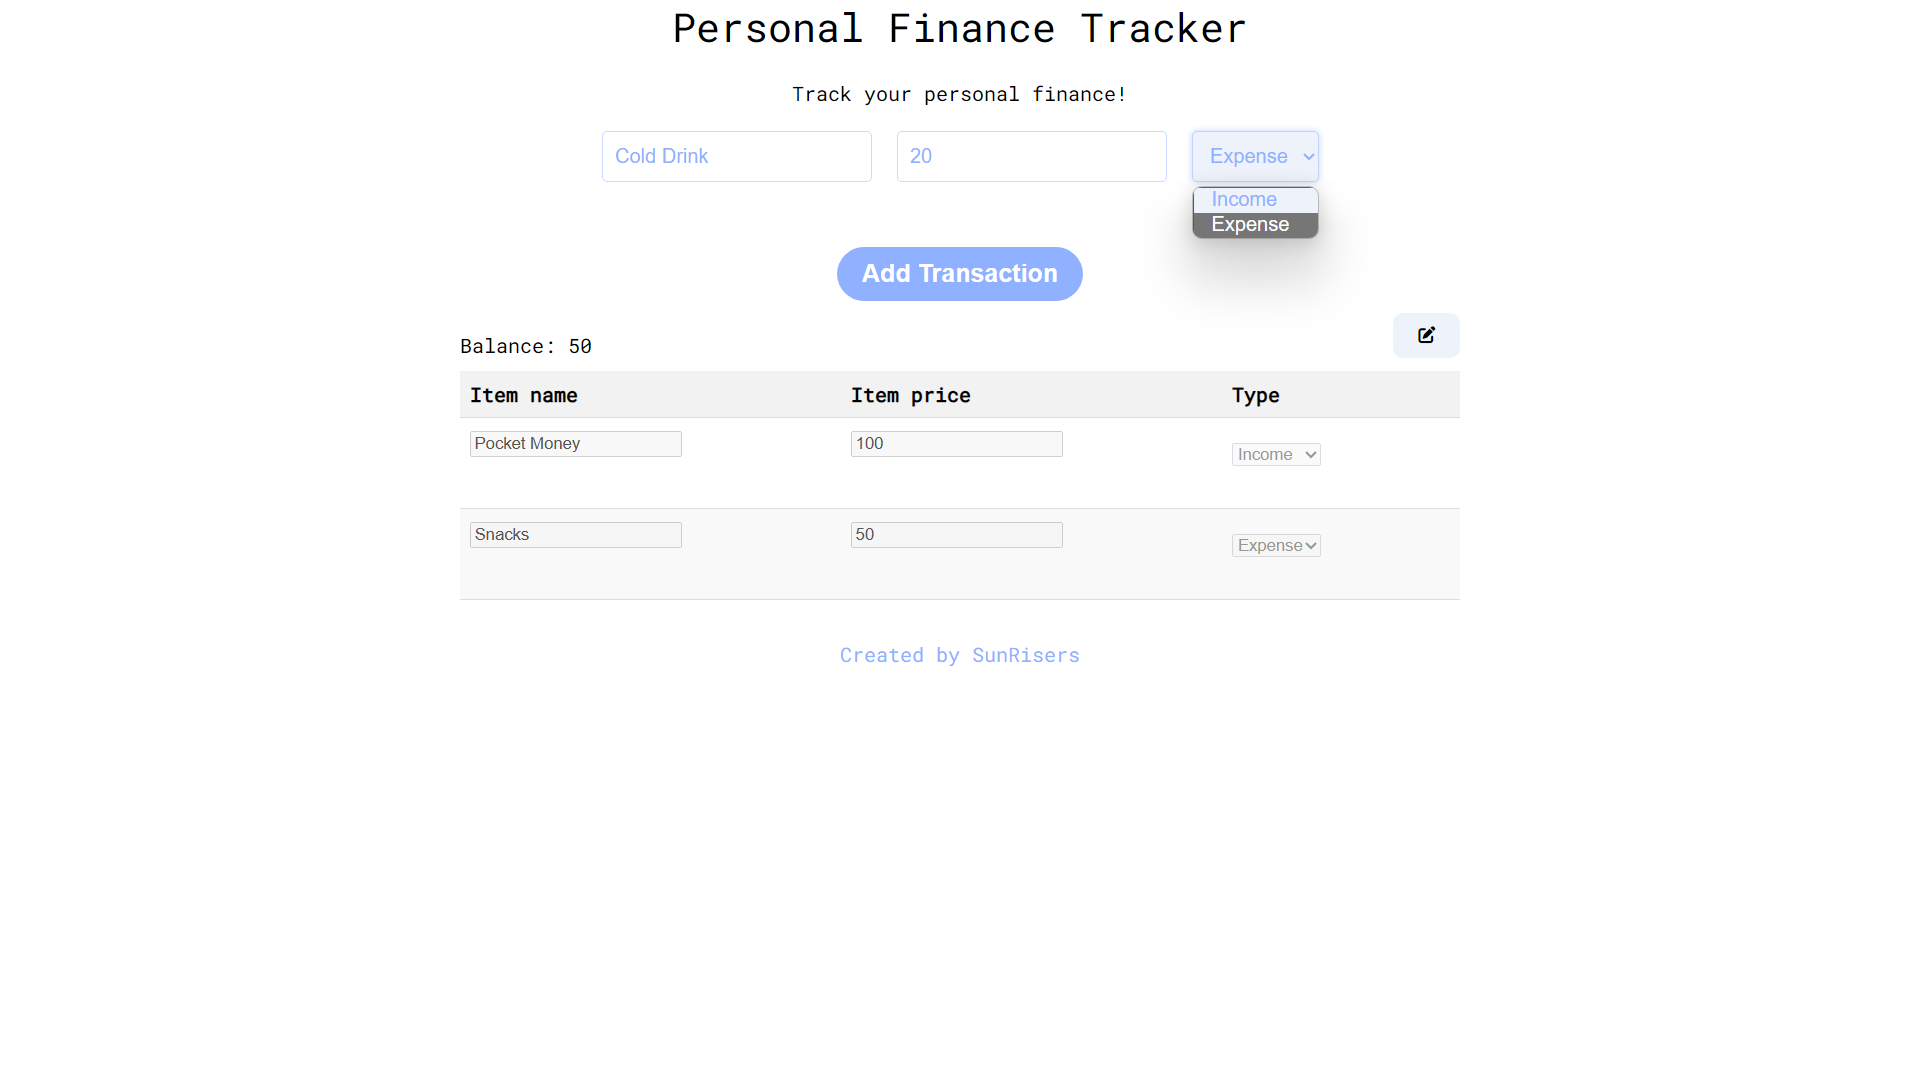 Personal Finance Tracker
Track your personal finance!
Cold Drink 20 Expense
Income
Expense
Add Transaction
Balance: 50
Item name Item price Type
Pocket Money 100 Income
Snacks 50 Expense
Created by SunRisers